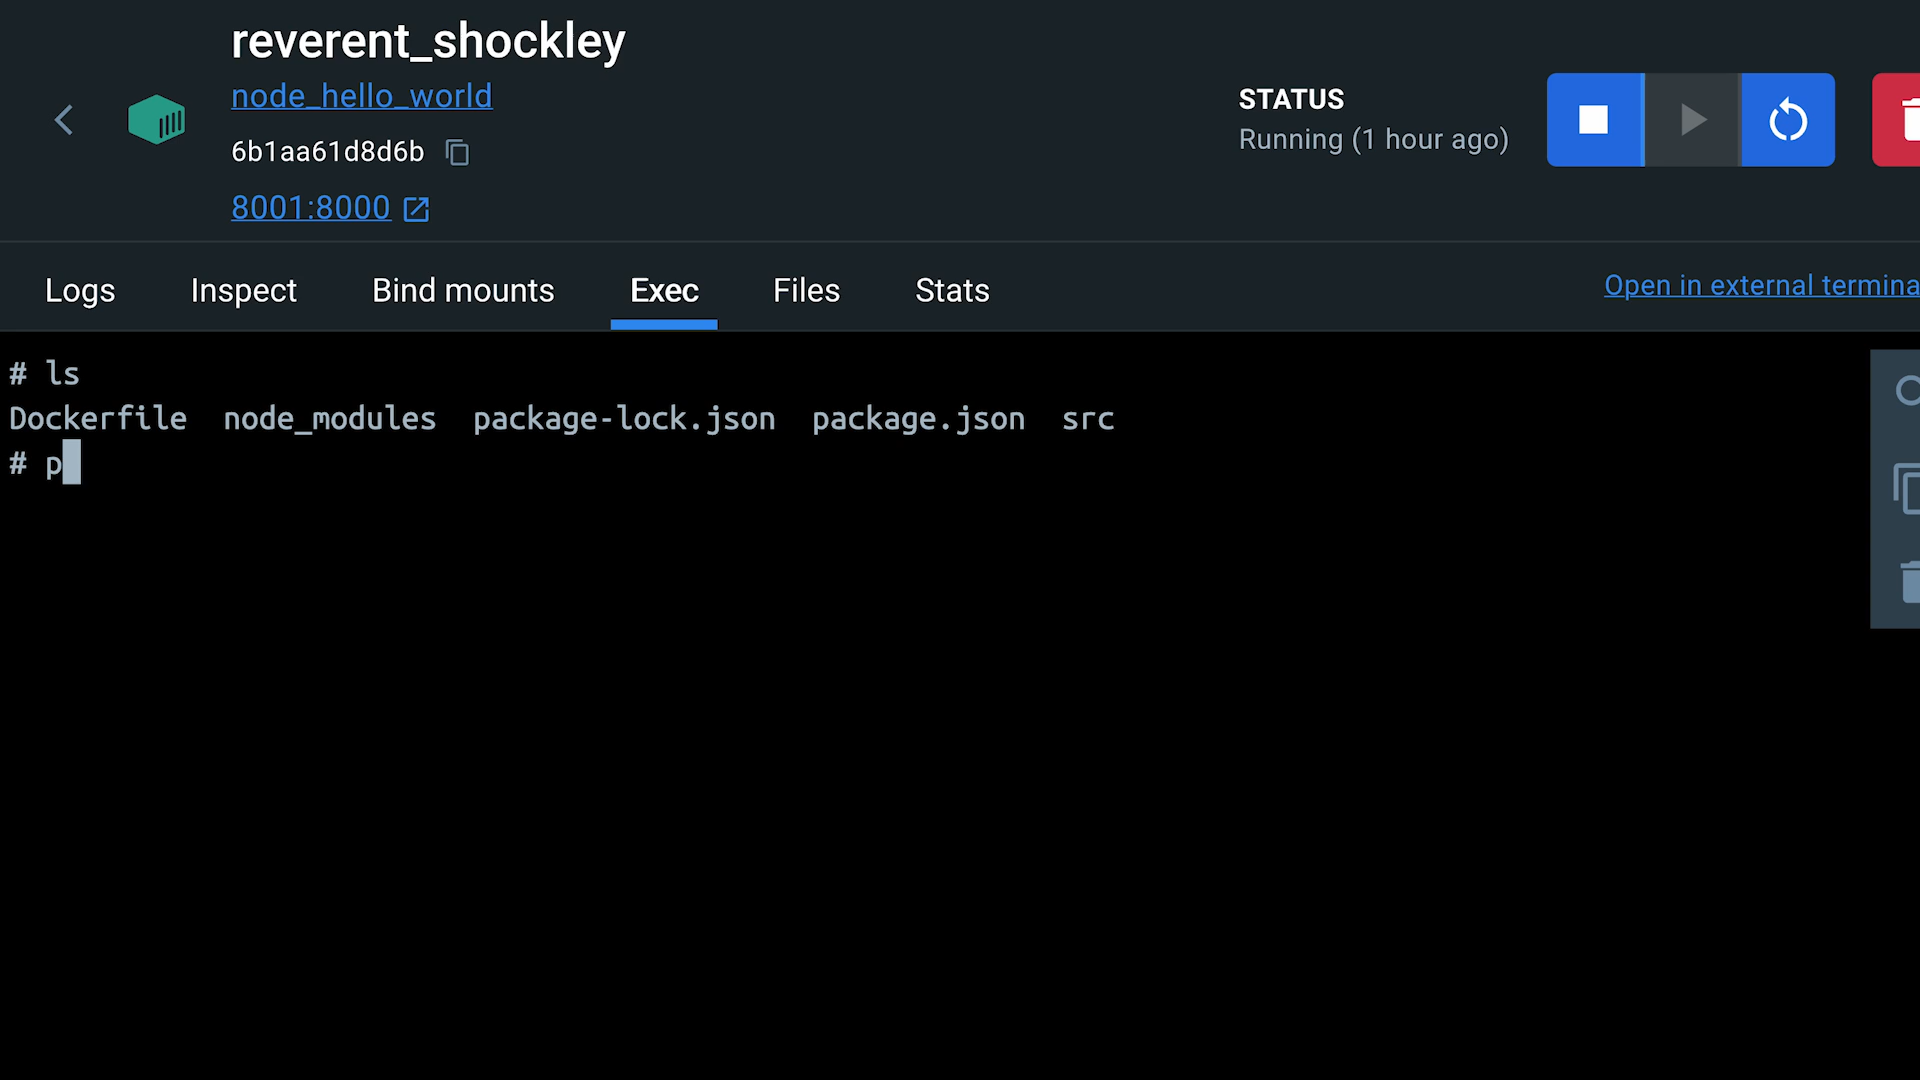 reverent_shockley
node_hello_world
6b1aa61d8d6b
8001:8000
STATUS
Running (1 hour ago)
Logs Inspect Bind mounts Exec Files Stats
Open in external termina
# ls
Dockerfile node_modules package-lock.json package.json src
# p